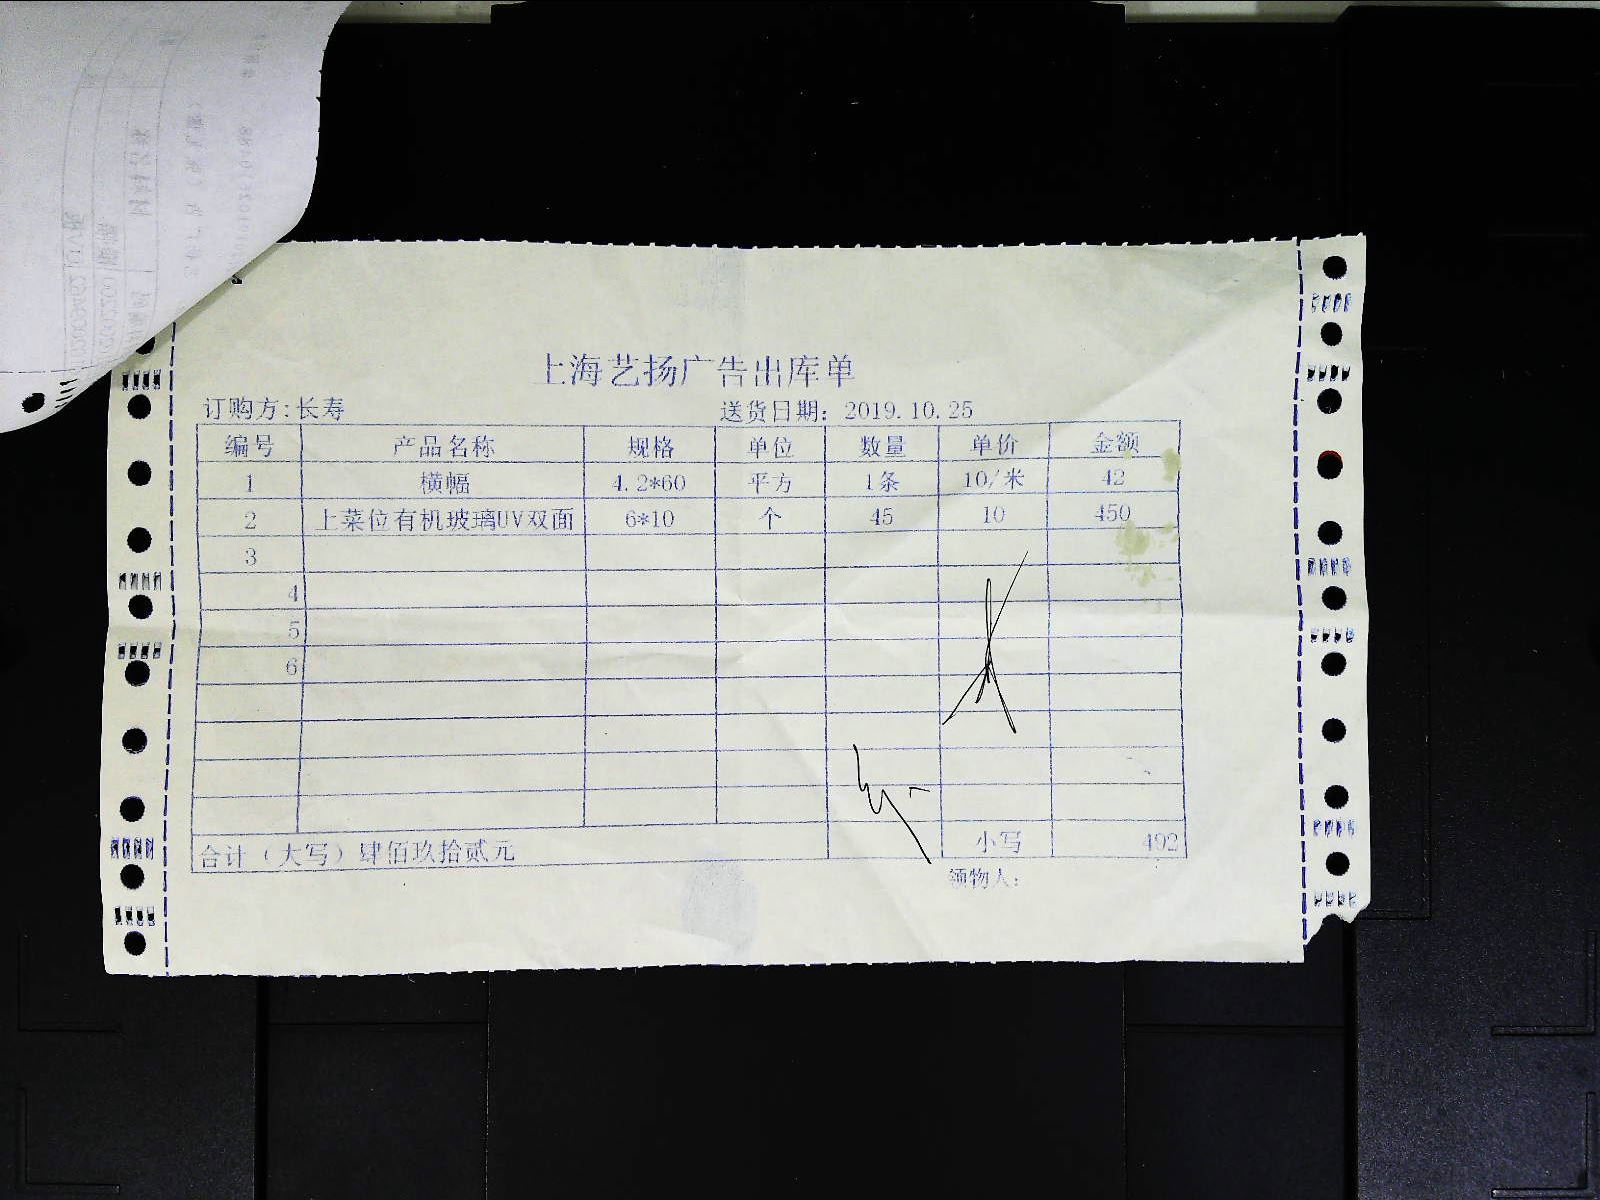 上海艺扬广告出库单
订购方:长寿 送货日期: 2019.10.25
编号 产品名称 规格 单位 数量 单价 金额
1 横幅 4.2*60 平方 1条 10/米 42
2 上菜位有机玻璃UV双面 6*10 个 45 10 450
3
4
5
6
合计（大写）肆佰玖拾贰元 小写 492
领物人: